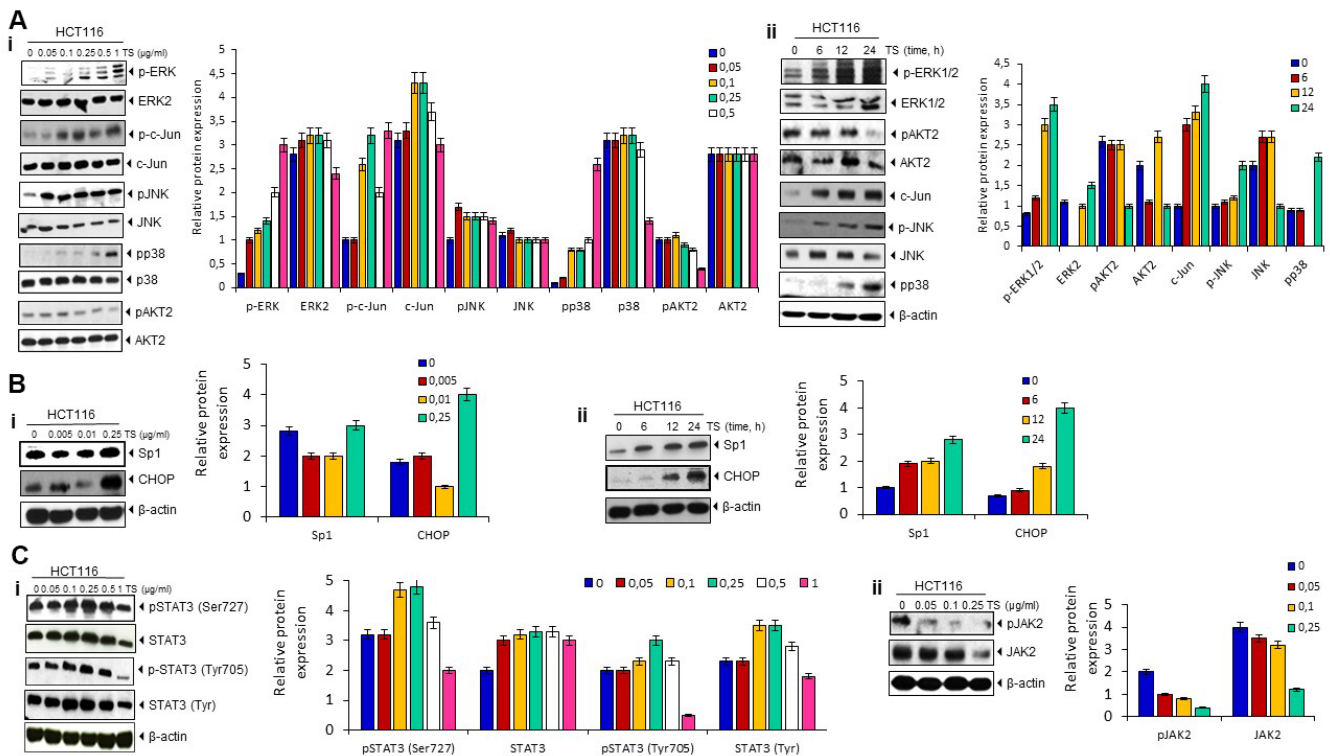 A
i
HCT116
0 0.05 0.1 0.25 0.5 1 TS (µg/ml)
p-ERK
ERK2
p-c-Jun
c-Jun
pJNK
JNK
pp38
p38
pAKT2
AKT2
Relative protein expression
5
4,5
4
3,5
3
2,5
2
1,5
1
0,5
0
0
0,05
0,1
0,25
0,5
p-ERK ERK2 p-c-Jun c-Jun pJNK JNK pp38 p38 pAKT2 AKT2
ii
HCT116
0 6 12 24 TS (time, h)
p-ERK1/2
ERK1/2
pAKT2
AKT2
c-Jun
p-JNK
JNK
pp38
β-actin
Relative protein expression
5
4,5
4
3,5
3
2,5
2
1,5
1
0,5
0
0
6
12
24
p-ERK1/2 ERK2 pAKT2 AKT2 c-Jun p-JNK JNK pp38
B
i
HCT116
0 0.005 0.01 0.25 TS (µg/ml)
Sp1
CHOP
β-actin
Relative protein
expression
5
4
3
2
1
0
0
0,005
0,01
0,25
Sp1 CHOP
ii
HCT116
0 6 12 24 TS (time, h)
Sp1
CHOP
β-actin
Relative protein
expression
5
4
3
2
1
0
0
6
12
24
Sp1 CHOP
C
i
HCT116
0 0.05 0.1 0.25 0.5 1 TS (µg/ml)
pSTAT3 (Ser727)
STAT3
p-STAT3 (Tyr705)
STAT3 (Tyr)
β-actin
Relative protein
expression
5
4
3
2
1
0
0 0,05 0,1 0,25 0,5 1
pSTAT3 (Ser727) STAT3 pSTAT3 (Tyr705) STAT3 (Tyr)
ii
HCT116
0 0.05 0.1 0.25 TS (µg/ml)
pJAK2
JAK2
β-actin
Relative protein
expression
5
4
3
2
1
0
0
0,05
0,1
0,25
pJAK2 JAK2